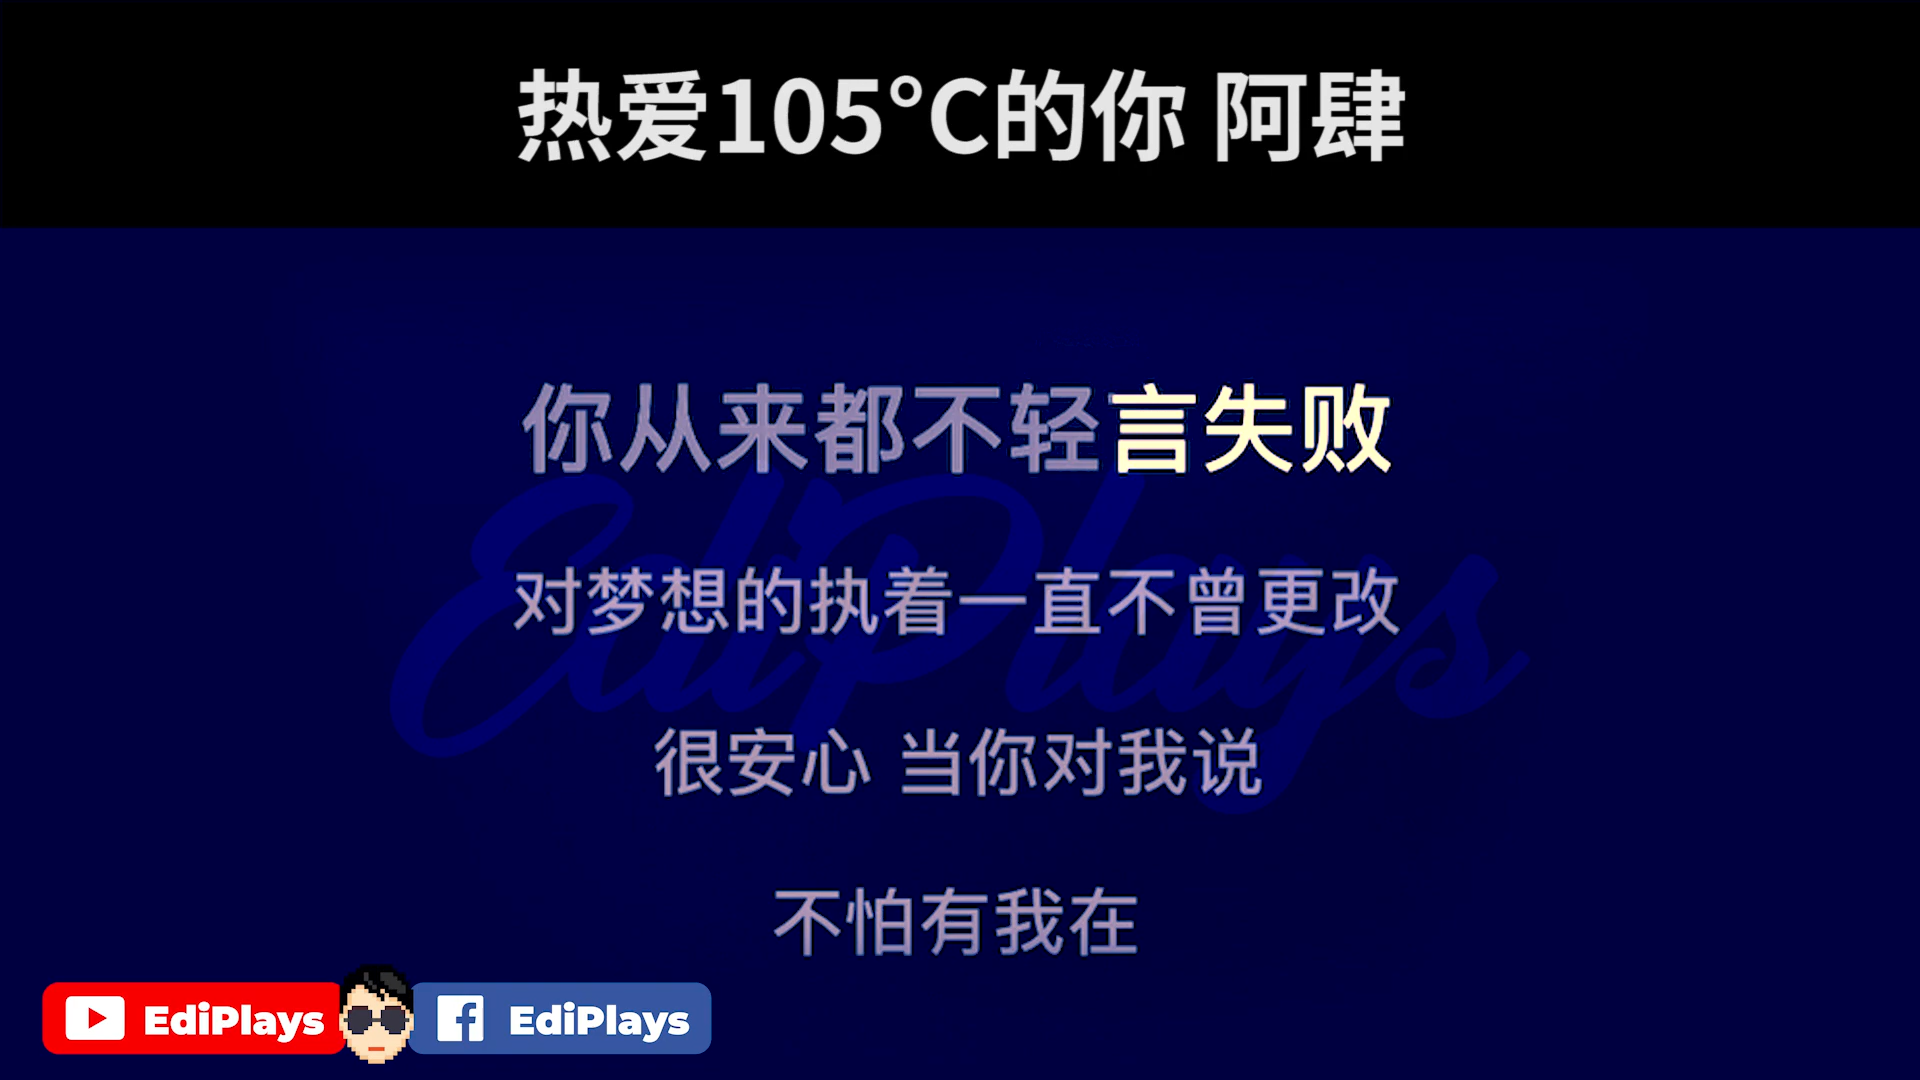 热爱105°C的你 阿肆
你从来都不轻言失败
对梦想的执着一直不曾更改
很安心 当你对我说
不怕有我在
EdiPlays
EdiPlays EdiPlays